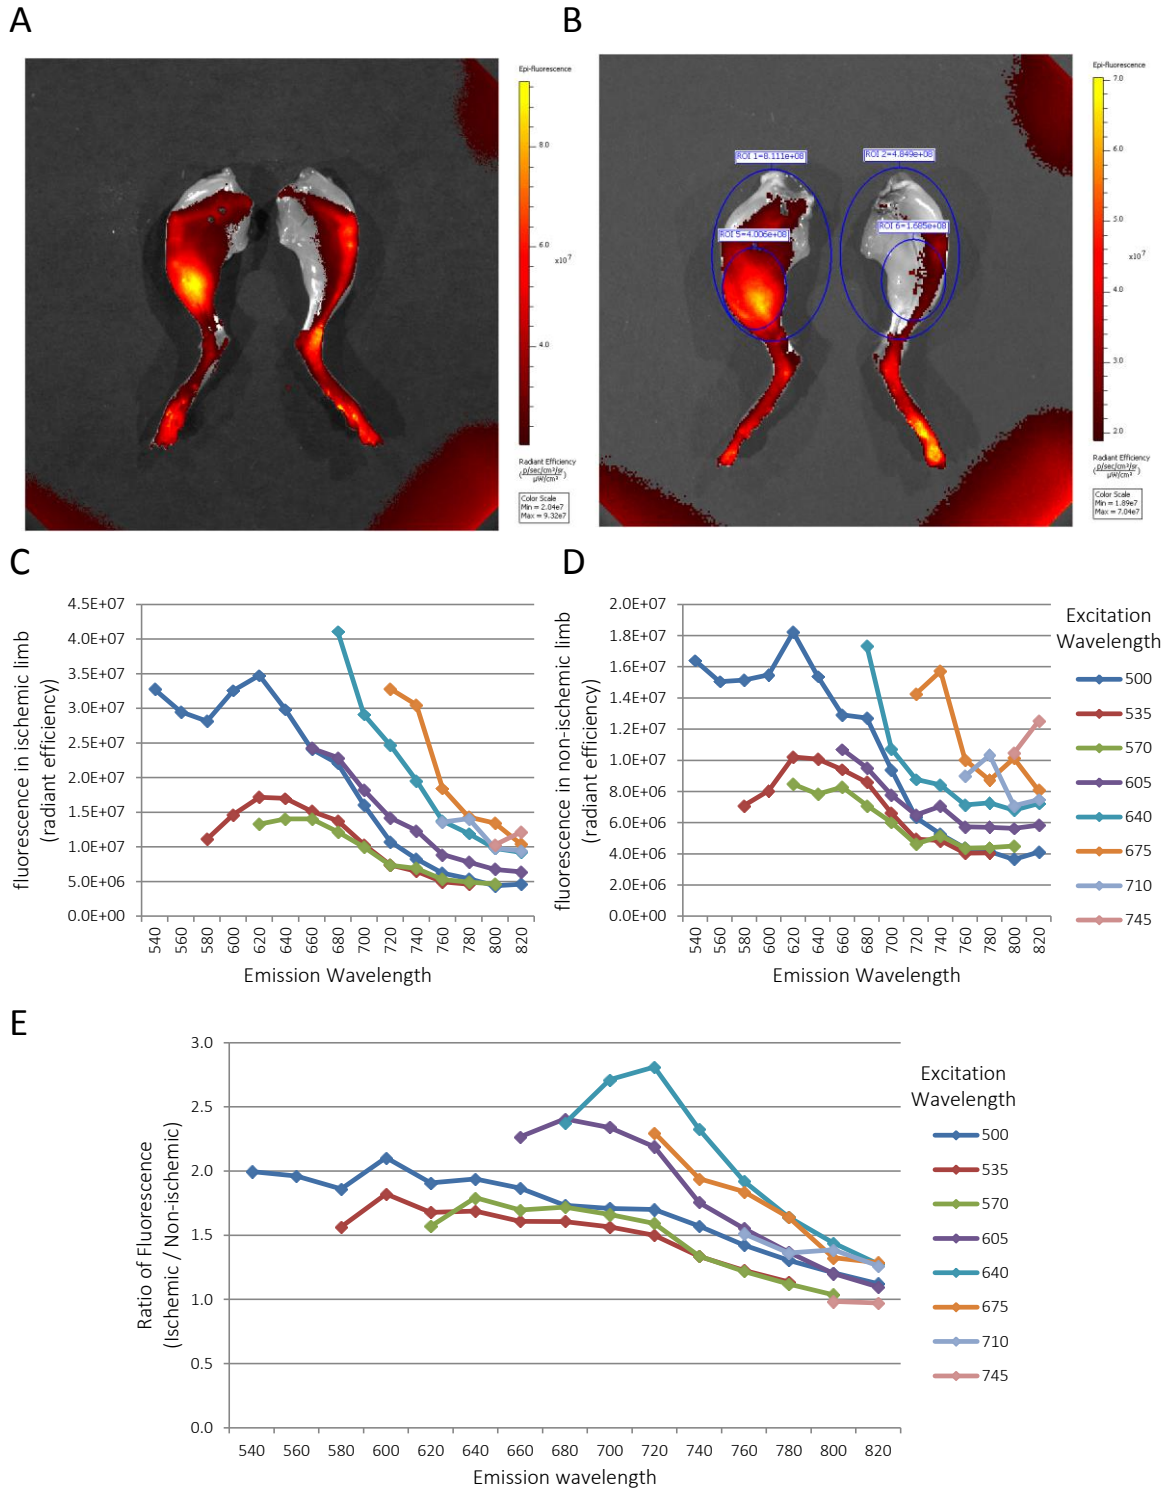 A
B
Epi-fluorescence
8.0
6.0
x10⁷
4.0
Radiant Efficiency
(p/sec/cm²/sr / µW/cm²)
Color Scale
Min = 2.04e7
Max = 9.32e7
ROI 1=8.111e+08
ROI 2=4.849e+08
ROI 5=4.006e+08
ROI 6=1.685e+08
Epi-fluorescence
7.0
6.0
5.0
x10⁷
4.0
3.0
2.0
Radiant Efficiency
(p/sec/cm²/sr / µW/cm²)
Color Scale
Min = 1.89e7
Max = 7.04e7
C
fluorescence in ischemic limb
(radiant efficiency)
4.5E+07
4.0E+07
3.5E+07
3.0E+07
2.5E+07
2.0E+07
1.5E+07
1.0E+07
5.0E+06
0.0E+00
540 560 580 600 620 640 660 680 700 720 740 760 780 800 820
Emission Wavelength
D
fluorescence in non-ischemic limb
(radiant efficiency)
2.0E+07
1.8E+07
1.6E+07
1.4E+07
1.2E+07
1.0E+07
8.0E+06
6.0E+06
4.0E+06
2.0E+06
0.0E+00
540 560 580 600 620 640 660 680 700 720 740 760 780 800 820
Emission Wavelength
Excitation
Wavelength
500
535
570
605
640
675
710
745
E
Ratio of Fluorescence
(Ischemic / Non-ischemic)
3.0
2.5
2.0
1.5
1.0
0.5
0.0
540 560 580 600 620 640 660 680 700 720 740 760 780 800 820
Emission wavelength
Excitation
Wavelength
500
535
570
605
640
675
710
745